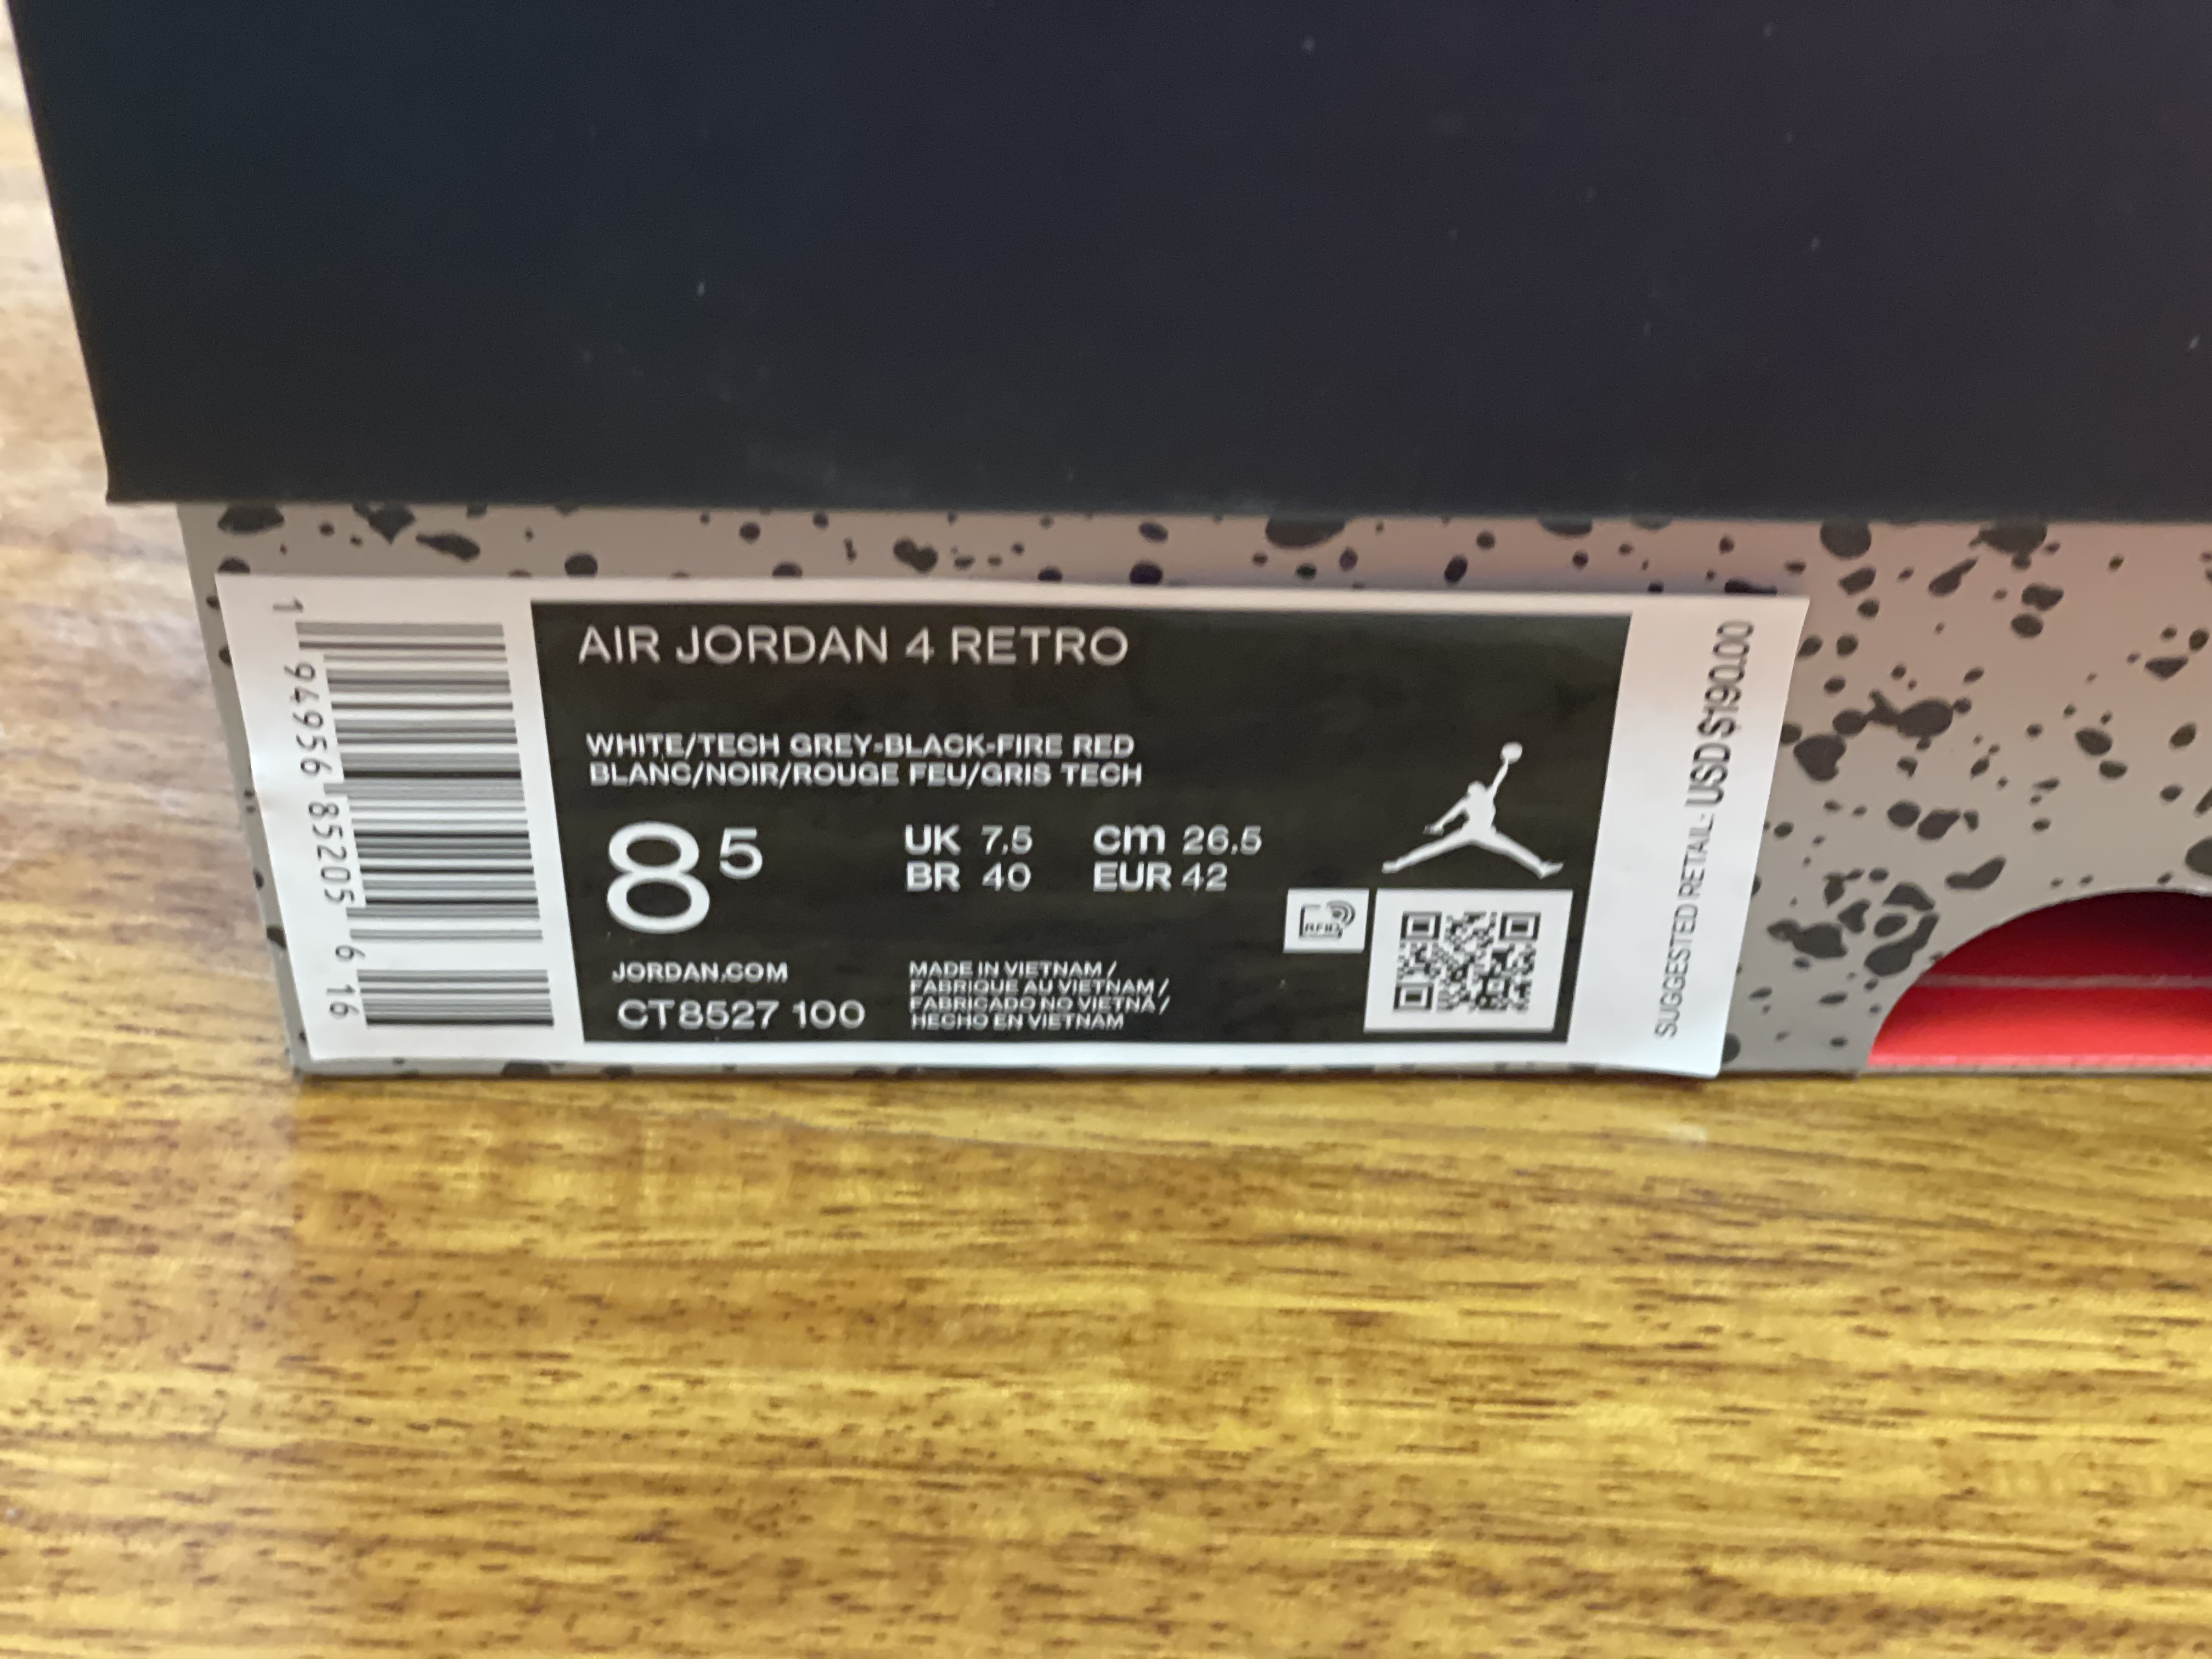 AIR JORDAN 4 RETRO
WHITE/TECH GREY-BLACK-FIRE RED
BLANC/NOIR/ROUGE FEU/GRIS TECH
8 5
UK 7.5 cm 26.5
BR 40 EUR 42
JORDAN.COM
CT8527 100
MADE IN VIETNAM /
FABRIQUE AU VIETNAM /
FABRICADO NO VIETNA /
HECHO EN VIETNAM
RFID
1 94956 85205 6 16
SUGGESTED RETAIL- USD $190.00